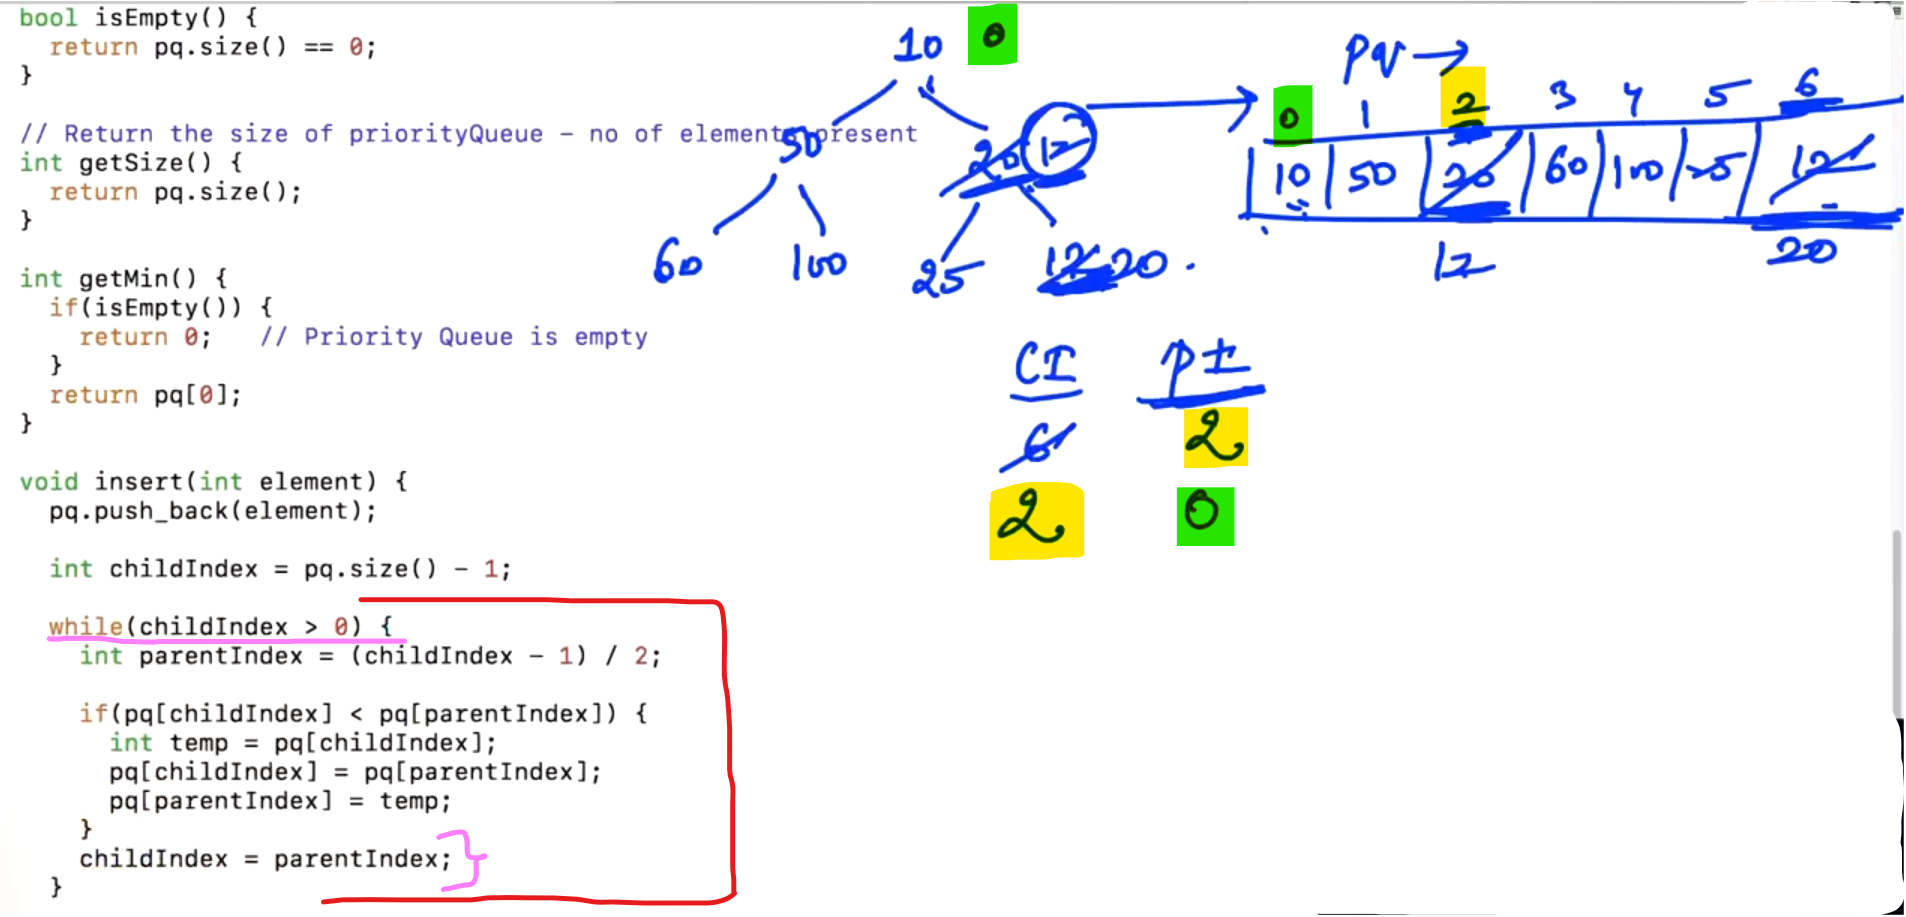 bool isEmpty() {
return pq.size() == 0;
}
// Return the size of priorityQueue – no of elements present
int getSize() {
return pq.size();
}
int getMin() {
if(isEmpty()) {
return 0;   // Priority Queue is empty
}
return pq[0];
}
void insert(int element) {
pq.push_back(element);
int childIndex = pq.size() - 1;
while(childIndex > 0) {
int parentIndex = (childIndex - 1) / 2;
if(pq[childIndex] < pq[parentIndex]) {
int temp = pq[childIndex];
pq[childIndex] = pq[parentIndex];
pq[parentIndex] = temp;
}
childIndex = parentIndex;
}
10 0
50 20 12
60 100 25 12 20
pq →
0 1 2 3 4 5 6
10 50 20 60 100 25 12
12 20
CI PI
6 2
2 0